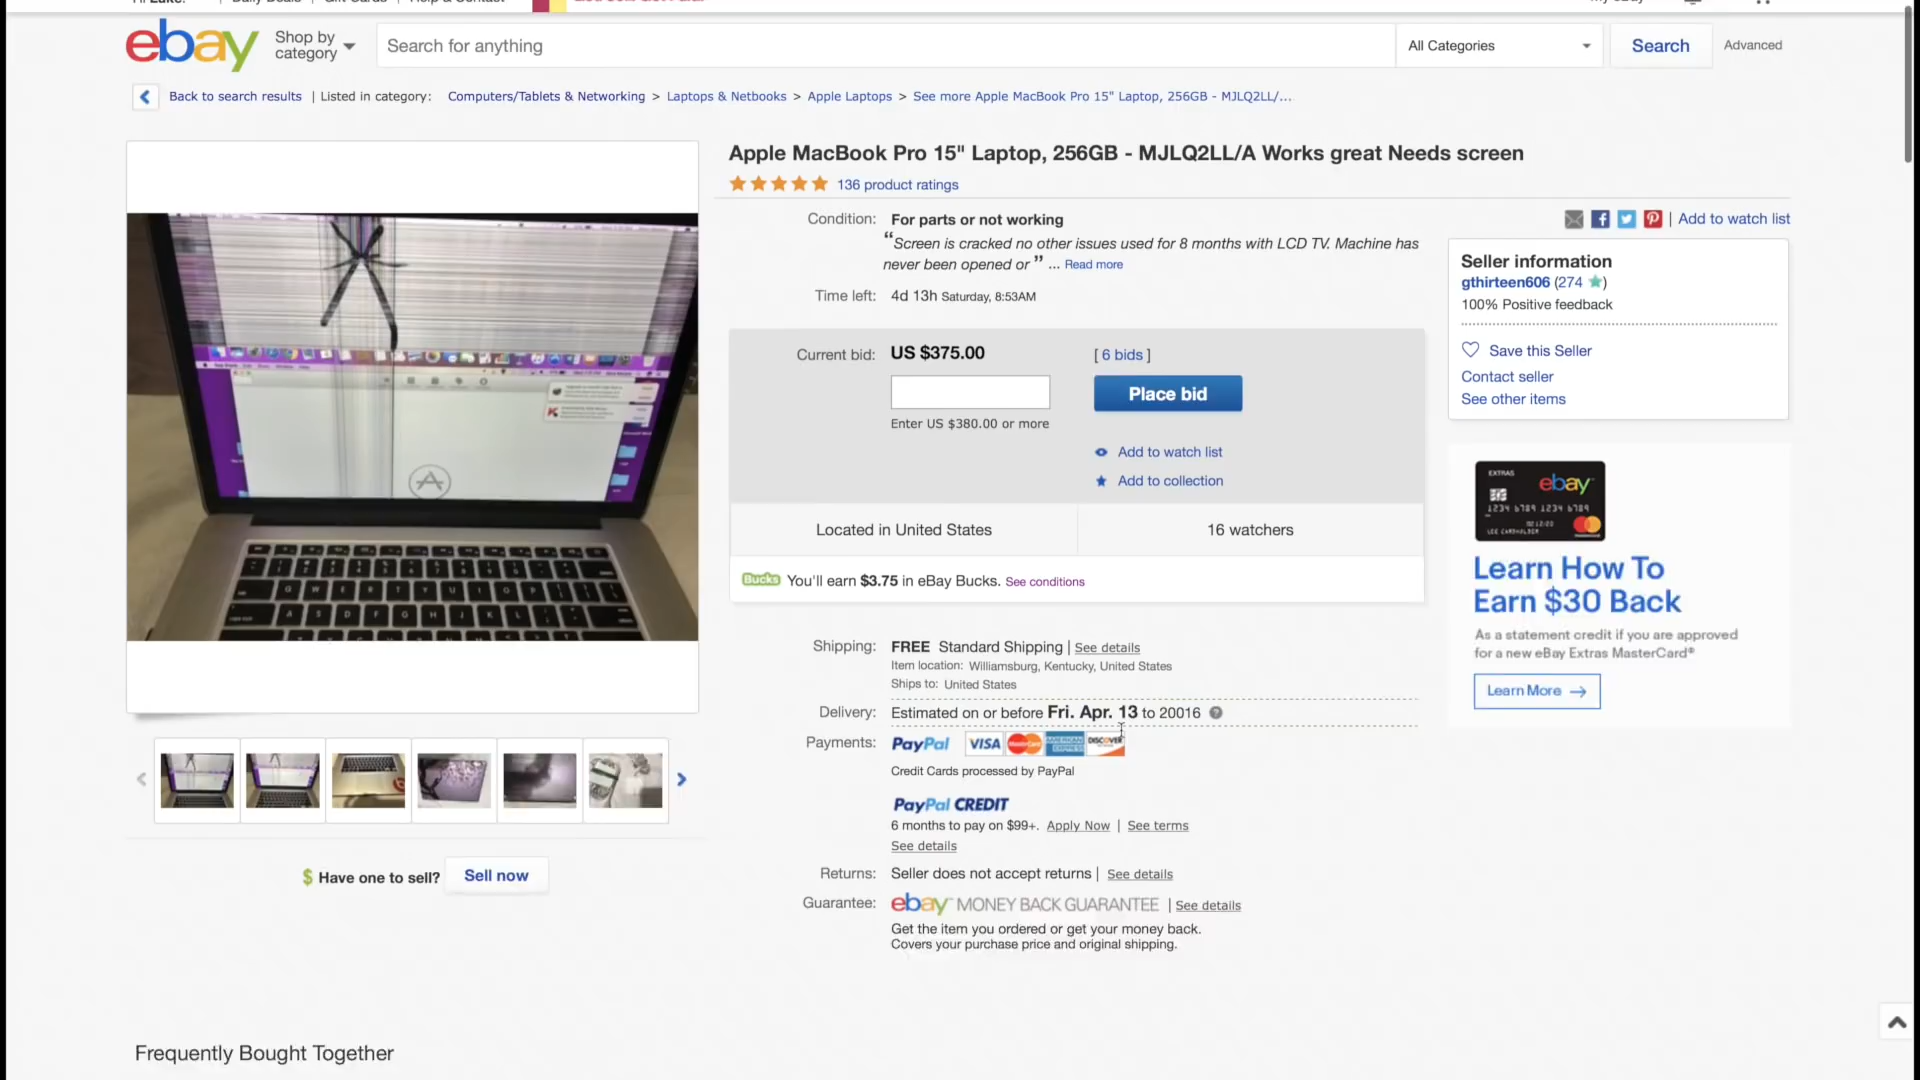 Search for anything
ebay
Shop by
category
All Categories
Search
Advanced
Back to search results | Listed in category: Computers/Tablets & Networking > Laptops & Netbooks > Apple Laptops > See more Apple MacBook Pro 15" Laptop, 256GB - MJLQ2LL/...
Apple MacBook Pro 15" Laptop, 256GB - MJLQ2LL/A Works great Needs screen
136 product ratings
Condition: For parts or not working
“Screen is cracked no other issues used for 8 months with LCD TV. Machine has
never been opened or ” ... Read more
Time left: 4d 13h Saturday, 8:53AM
| Add to watch list
Seller information
gthirteen606 (274 )
100% Positive feedback
Save this Seller
Contact seller
See other items
Current bid: US $375.00 [ 6 bids ]
Place bid
Enter US $380.00 or more
Add to watch list
Add to collection
Located in United States 16 watchers
Bucks You'll earn $3.75 in eBay Bucks. See conditions
EXTRAS
ebay
1234 6789 1234 6789
LEE CARDHOLDER
Learn How To
Earn $30 Back
As a statement credit if you are approved
for a new eBay Extras MasterCard®
Learn More →
Shipping: FREE Standard Shipping | See details
Item location: Williamsburg, Kentucky, United States
Ships to: United States
Delivery: Estimated on or before Fri. Apr. 13 to 20016 ?
Payments: PayPal VISA MasterCard AMERICAN EXPRESS DISCOVER
Credit Cards processed by PayPal
PayPal CREDIT
6 months to pay on $99+. Apply Now | See terms
See details
Returns: Seller does not accept returns | See details
Guarantee: ebay MONEY BACK GUARANTEE | See details
Get the item you ordered or get your money back.
Covers your purchase price and original shipping.
$ Have one to sell? Sell now
Frequently Bought Together